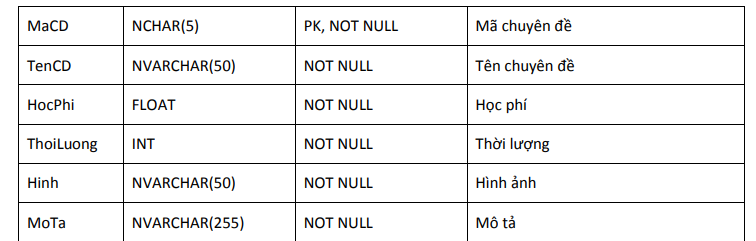 MaCD NCHAR(5) PK, NOT NULL Mã chuyên đề
TenCD NVARCHAR(50) NOT NULL Tên chuyên đề
HocPhi FLOAT NOT NULL Học phí
ThoiLuong INT NOT NULL Thời lượng
Hinh NVARCHAR(50) NOT NULL Hình ảnh
MoTa NVARCHAR(255) NOT NULL Mô tả